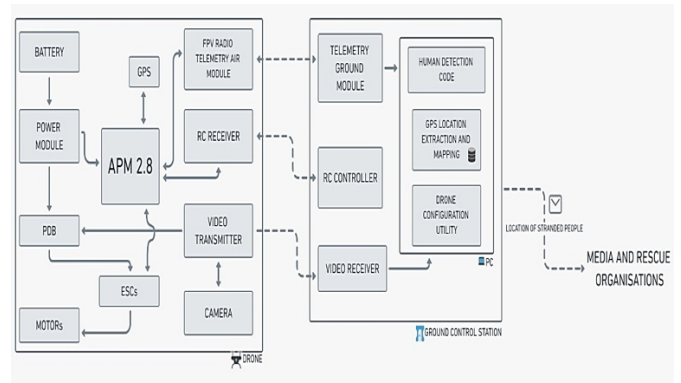 BATTERY
POWER
MODULE
PDB
MOTORs
GPS
APM 2.8
ESCs
FPV RADIO
TELEMETRY AIR
MODULE
RC RECEIVER
VIDEO
TRANSMITTER
CAMERA
DRONE
TELEMETRY
GROUND
MODULE
RC CONTROLLER
VIDEO RECEIVER
HUMAN DETECTION
CODE
GPS LOCATION
EXTRACTION AND
MAPPING
DRONE
CONFIGURATION
UTILITY
PC
GROUND CONTROL STATION
LOCATION OF STRANDED PEOPLE
MEDIA AND RESCUE
ORGANISATIONS